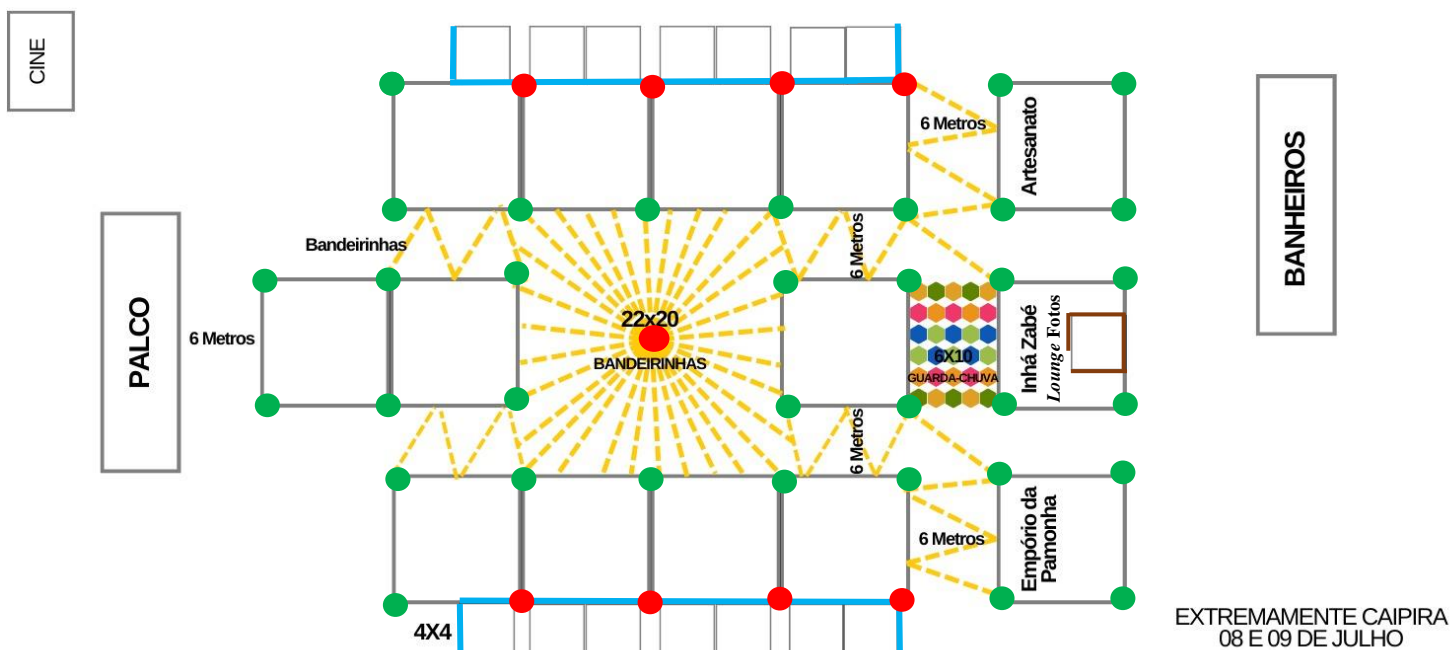 CINE
6 Metros
Artesanato
BANHEIROS
Bandeirinhas
6 Metros
PALCO
6 Metros
22x20
BANDEIRINHAS
6X10
GUARDA-CHUVA
Inhá Zabé
Lounge Fotos
6 Metros
6 Metros
Empório da
Pamonha
4X4
EXTREMAMENTE CAIPIRA
08 E 09 DE JULHO